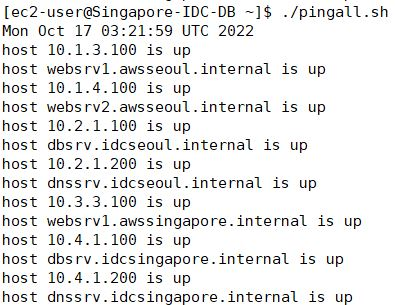 [ec2-user@Singapore-IDC-DB ~]$ ./pingall.sh
Mon Oct 17 03:21:59 UTC 2022
host 10.1.3.100 is up
host websrv1.awsseoul.internal is up
host 10.1.4.100 is up
host websrv2.awsseoul.internal is up
host 10.2.1.100 is up
host dbsrv.idcseoul.internal is up
host 10.2.1.200 is up
host dnssrv.idcseoul.internal is up
host 10.3.3.100 is up
host websrv1.awssingapore.internal is up
host 10.4.1.100 is up
host dbsrv.idcsingapore.internal is up
host 10.4.1.200 is up
host dnssrv.idcsingapore.internal is up